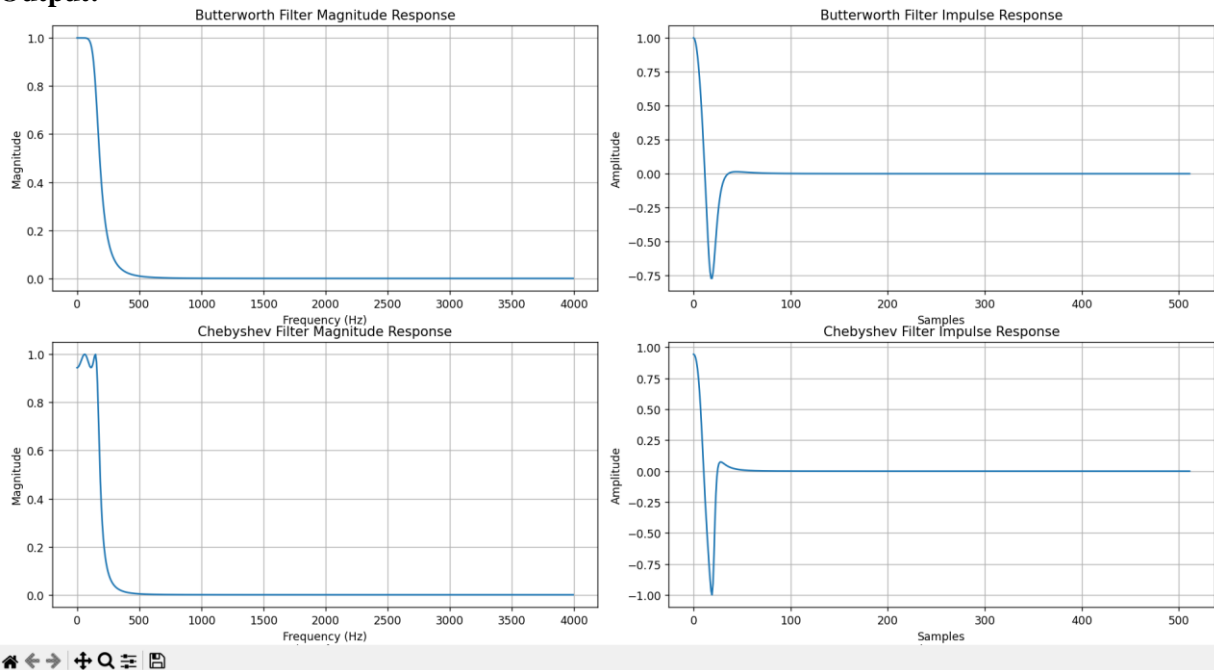 Output:
Butterworth Filter Magnitude Response
1.0
0.8
0.6
0.4
0.2
0.0
Magnitude
0 500 1000 1500 2000 2500 3000 3500 4000
Frequency (Hz)
Butterworth Filter Impulse Response
1.00
0.75
0.50
0.25
0.00
−0.25
−0.50
−0.75
Amplitude
0 100 200 300 400 500
Samples
Chebyshev Filter Magnitude Response
1.0
0.8
0.6
0.4
0.2
0.0
Magnitude
0 500 1000 1500 2000 2500 3000 3500 4000
Frequency (Hz)
Chebyshev Filter Impulse Response
1.00
0.75
0.50
0.25
0.00
−0.25
−0.50
−0.75
−1.00
Amplitude
0 100 200 300 400 500
Samples